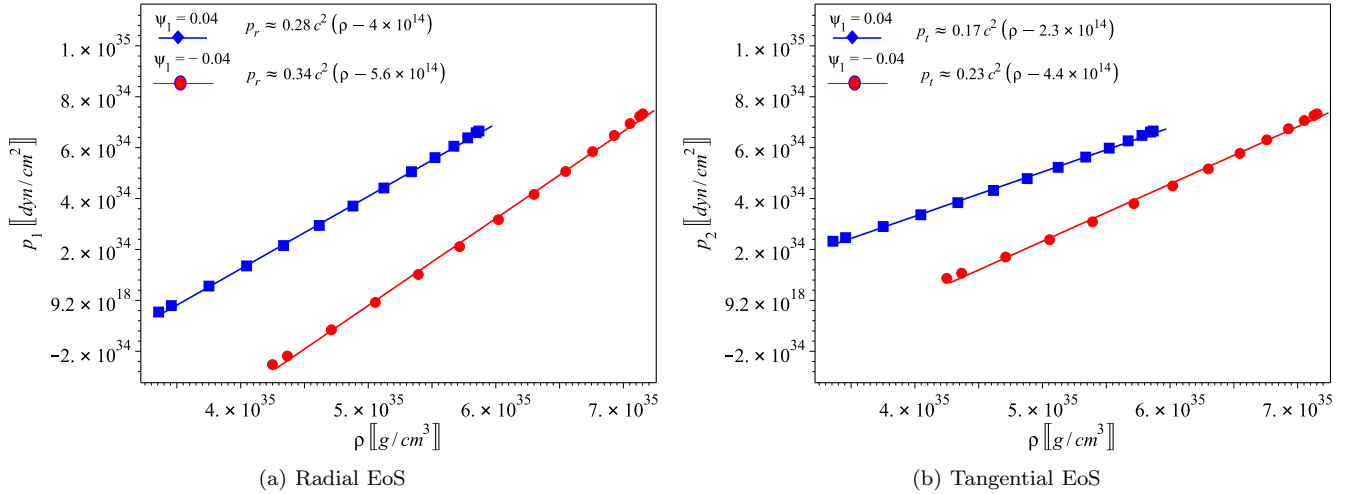 ψ₁ = 0.04 p_r ≈ 0.28 c² (ρ − 4 × 10¹⁴)
ψ₁ = − 0.04 p_r ≈ 0.34 c² (ρ − 5.6 × 10¹⁴)
1. × 10³⁵
8. × 10³⁴
6. × 10³⁴
4. × 10³⁴
2. × 10³⁴
9.2 × 10¹⁸
−2. × 10³⁴
p₁ ⟦dyn / cm²⟧
4. × 10³⁵ 5. × 10³⁵ 6. × 10³⁵ 7. × 10³⁵
ρ ⟦g / cm³⟧
(a) Radial EoS
ψ₁ = 0.04 p_t ≈ 0.17 c² (ρ − 2.3 × 10¹⁴)
ψ₁ = − 0.04 p_t ≈ 0.23 c² (ρ − 4.4 × 10¹⁴)
1. × 10³⁵
8. × 10³⁴
6. × 10³⁴
4. × 10³⁴
2. × 10³⁴
9.2 × 10¹⁸
−2. × 10³⁴
p₂ ⟦dyn / cm²⟧
4. × 10³⁵ 5. × 10³⁵ 6. × 10³⁵ 7. × 10³⁵
ρ ⟦g / cm³⟧
(b) Tangential EoS